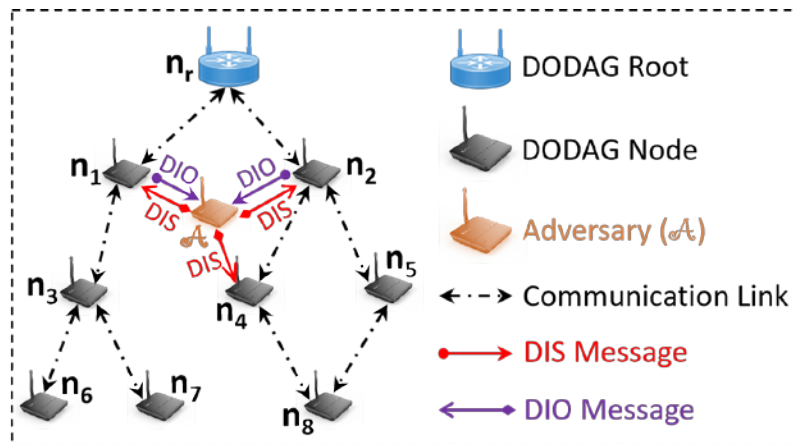 n_r
n_1
DIO
DIO
n_2
DIS
DIS
𝒜
DIS
n_3
n_4
n_5
n_6
n_7
n_8
DODAG Root
DODAG Node
Adversary (𝒜)
Communication Link
DIS Message
DIO Message